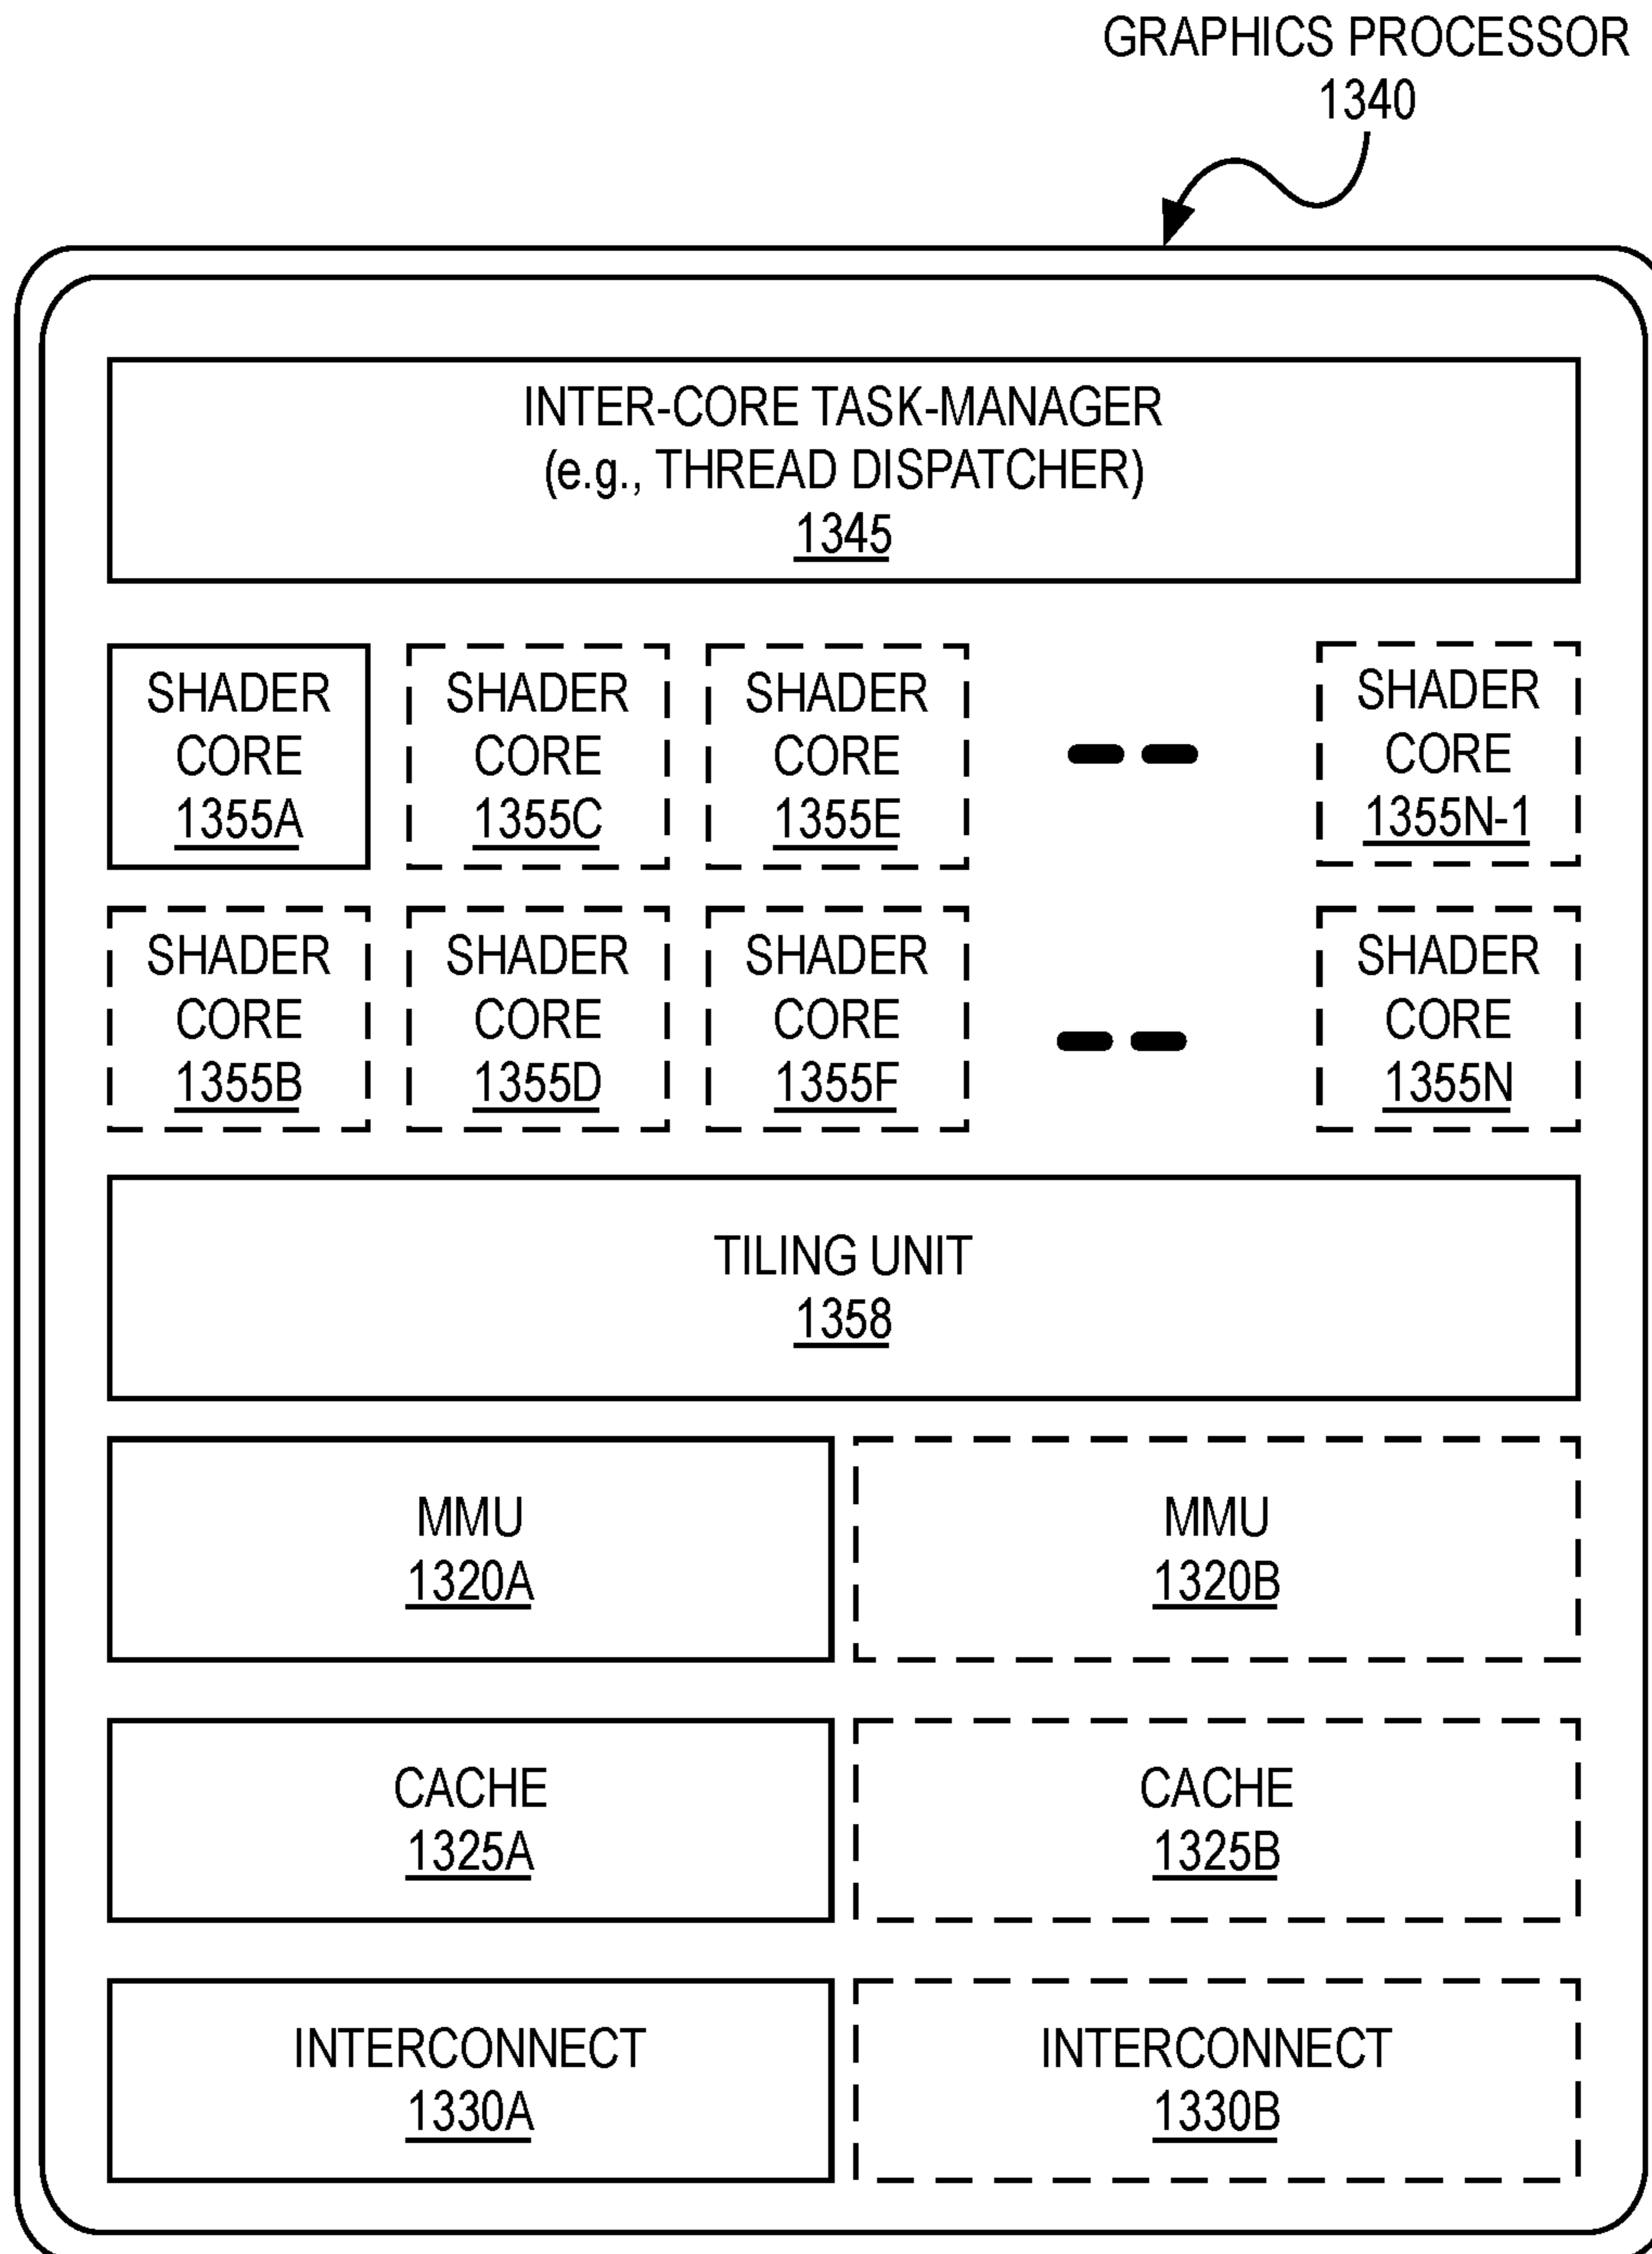 GRAPHICS PROCESSOR
1340
INTER-CORE TASK-MANAGER
(e.g., THREAD DISPATCHER)
1345
SHADER
CORE
1355A
SHADER
CORE
1355C
SHADER
CORE
1355E
SHADER
CORE
1355N-1
SHADER
CORE
1355B
SHADER
CORE
1355D
SHADER
CORE
1355F
SHADER
CORE
1355N
TILING UNIT
1358
MMU
1320A
MMU
1320B
CACHE
1325A
CACHE
1325B
INTERCONNECT
1330A
INTERCONNECT
1330B